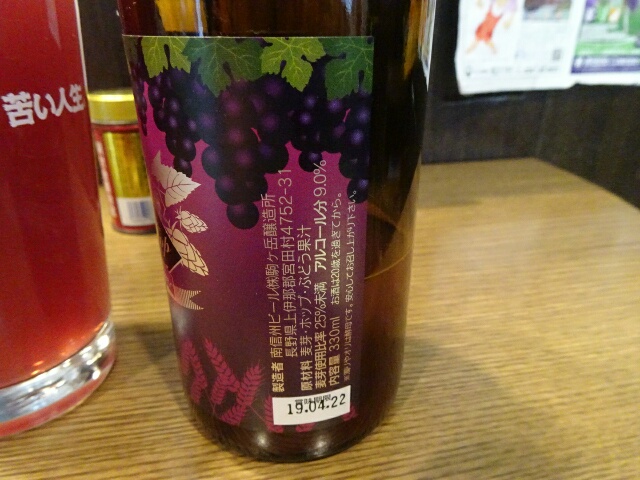 苦い人生
製造者 南信州ビール㈱駒ヶ岳醸造所
長野県上伊那郡宮田村4752-31
原材料 麦芽・ホップ・ぶどう果汁
麦芽使用比率 25%未満 アルコール分 9.0%
内容量 330ml お酒は20歳を過ぎてから。
賞味期限
19.04.22